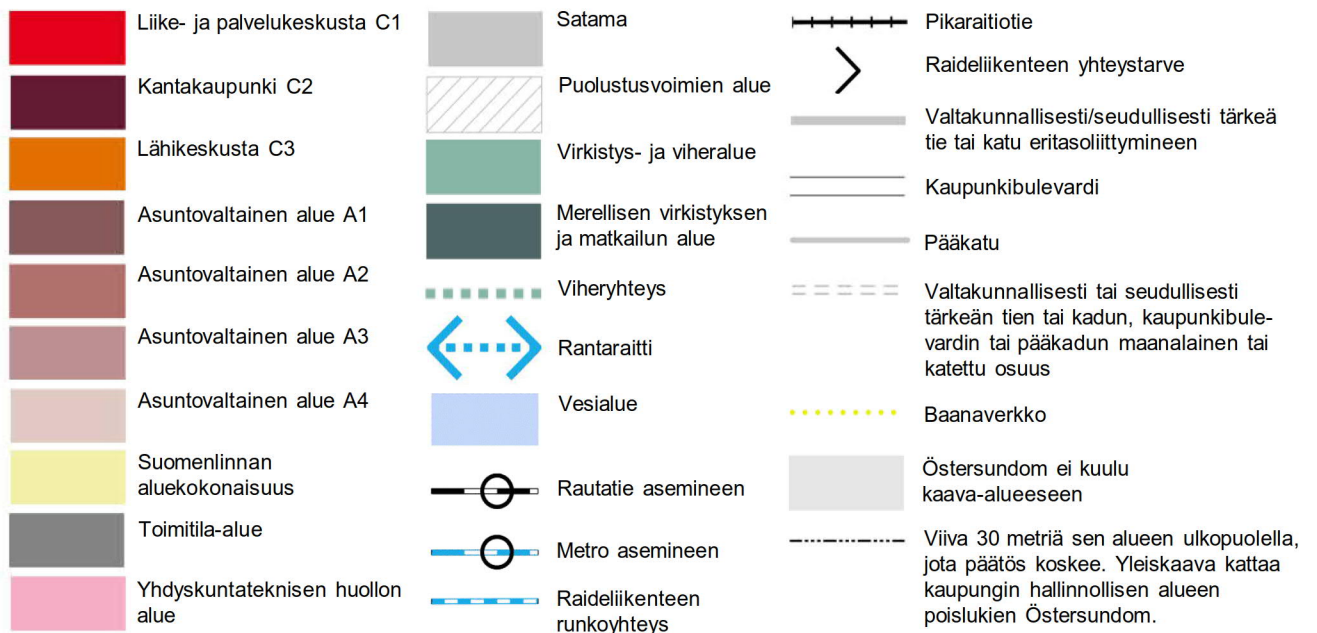 Liike- ja palvelukeskusta C1
Kantakaupunki C2
Lähikeskusta C3
Asuntovaltainen alue A1
Asuntovaltainen alue A2
Asuntovaltainen alue A3
Asuntovaltainen alue A4
Suomenlinnan
aluekokonaisuus
Toimitila-alue
Yhdyskuntateknisen huollon
alue
Satama
Puolustusvoimien alue
Virkistys- ja viheralue
Merellisen virkistyksen
ja matkailun alue
Viheryhteys
Rantaraitti
Vesialue
Rautatie asemineen
Metro asemineen
Raideliikenteen
runkoyhteys
Pikaraitiotie
Raideliikenteen yhteystarve
Valtakunnallisesti/seudullisesti tärkeä
tie tai katu eritasoliittymineen
Kaupunkibulevardi
Pääkatu
Valtakunnallisesti tai seudullisesti
tärkeän tien tai kadun, kaupunkibule-
vardin tai pääkadun maanalainen tai
katettu osuus
Baanaverkko
Östersundom ei kuulu
kaava-alueeseen
Viiva 30 metriä sen alueen ulkopuolella,
jota päätös koskee. Yleiskaava kattaa
kaupungin hallinnollisen alueen
poislukien Östersundom.